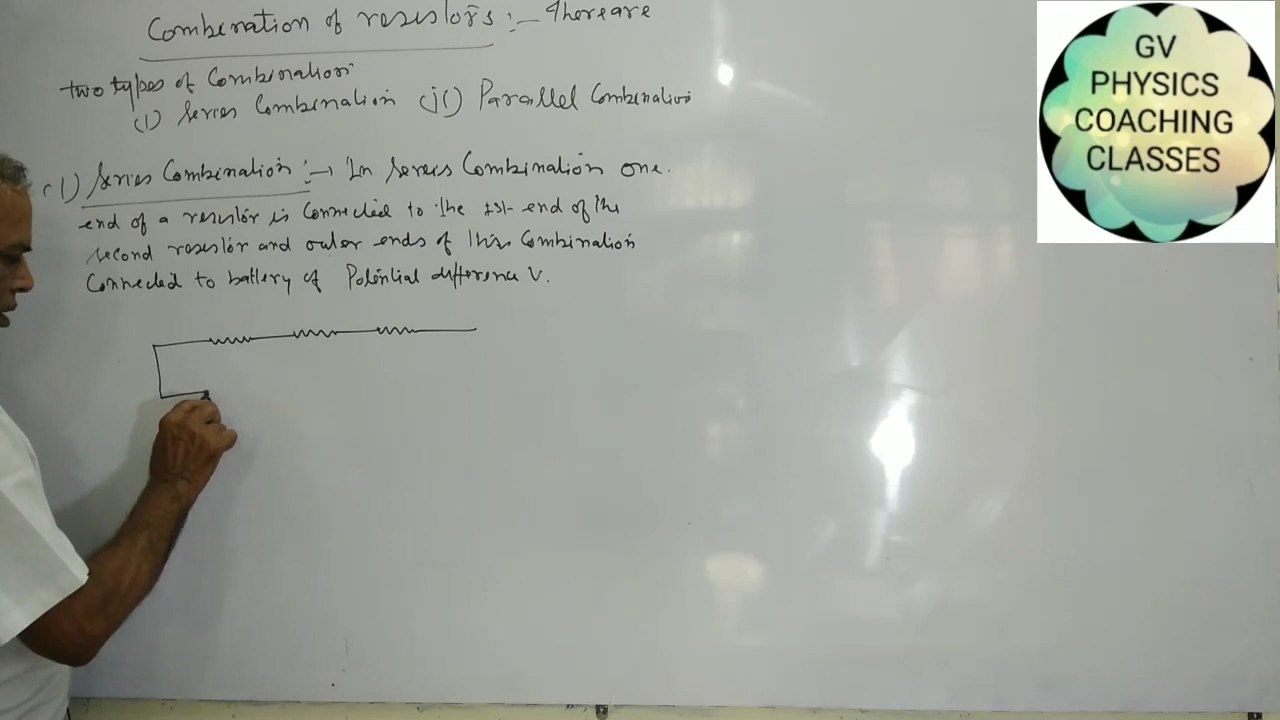 Combination of resistors :- There are
two types of Combination
(i) Series Combination (ii) Parallel Combination
(1) Series Combination :→ In Series Combination one.
end of a resistor is Connected to the 1st end of the
second resistor and outer ends of this Combination
Connected to battery of Potential difference V.
GV
PHYSICS
COACHING
CLASSES